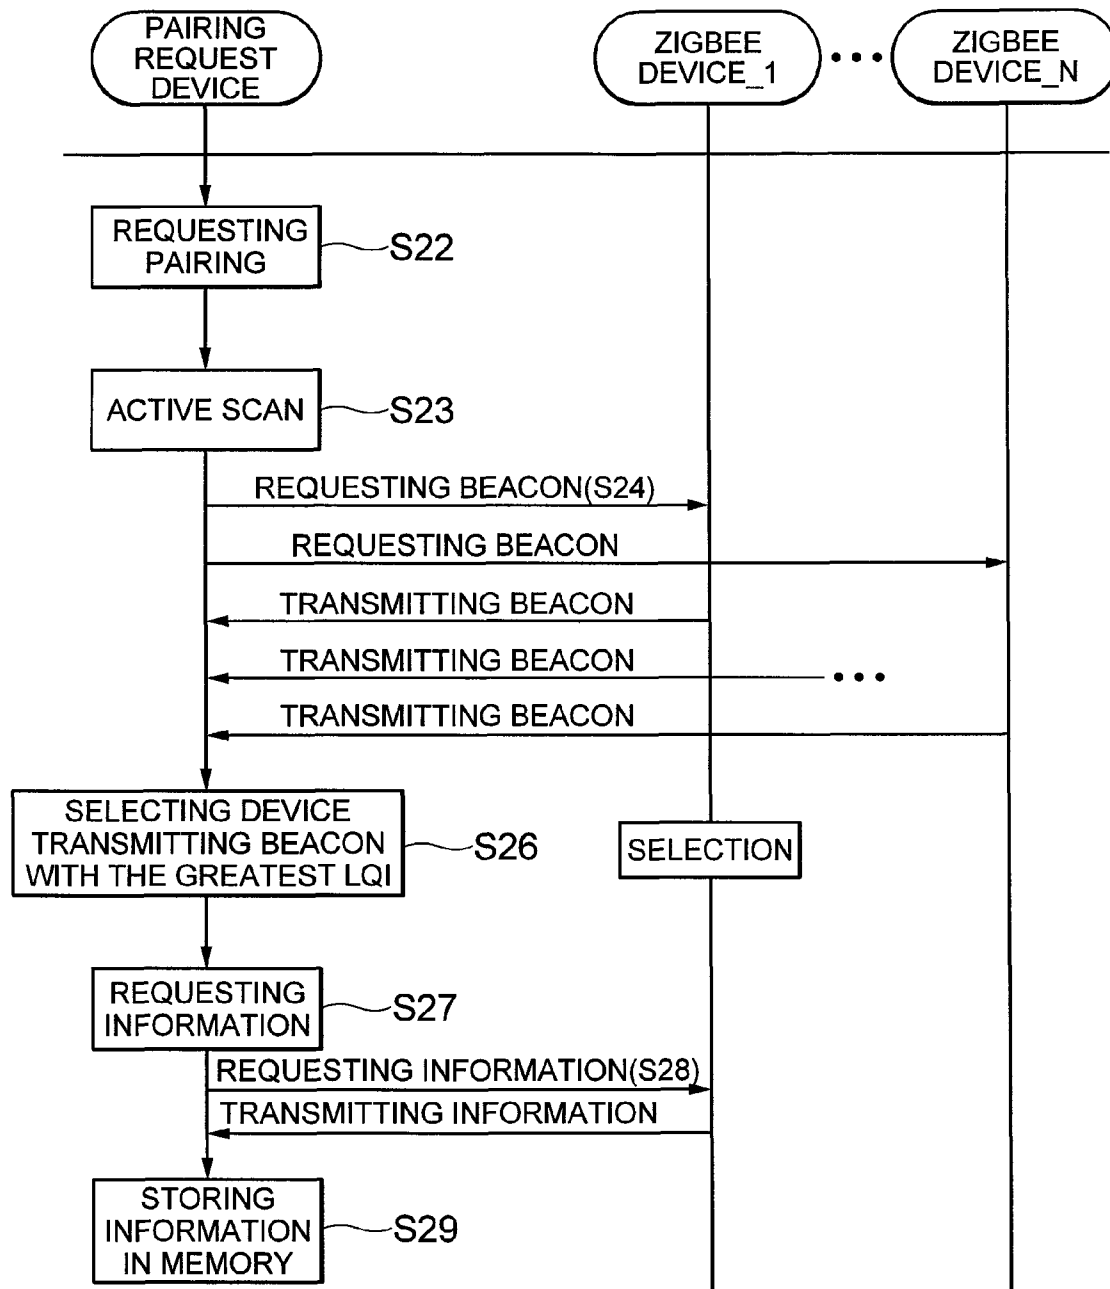 PAIRING
REQUEST
DEVICE
ZIGBEE
DEVICE_1
•••
ZIGBEE
DEVICE_N
REQUESTING
PAIRING
S22
ACTIVE SCAN
S23
REQUESTING BEACON(S24)
REQUESTING BEACON
TRANSMITTING BEACON
TRANSMITTING BEACON
•••
TRANSMITTING BEACON
SELECTING DEVICE
TRANSMITTING BEACON
WITH THE GREATEST LQI
S26
SELECTION
REQUESTING
INFORMATION
S27
REQUESTING INFORMATION(S28)
TRANSMITTING INFORMATION
STORING
INFORMATION
IN MEMORY
S29